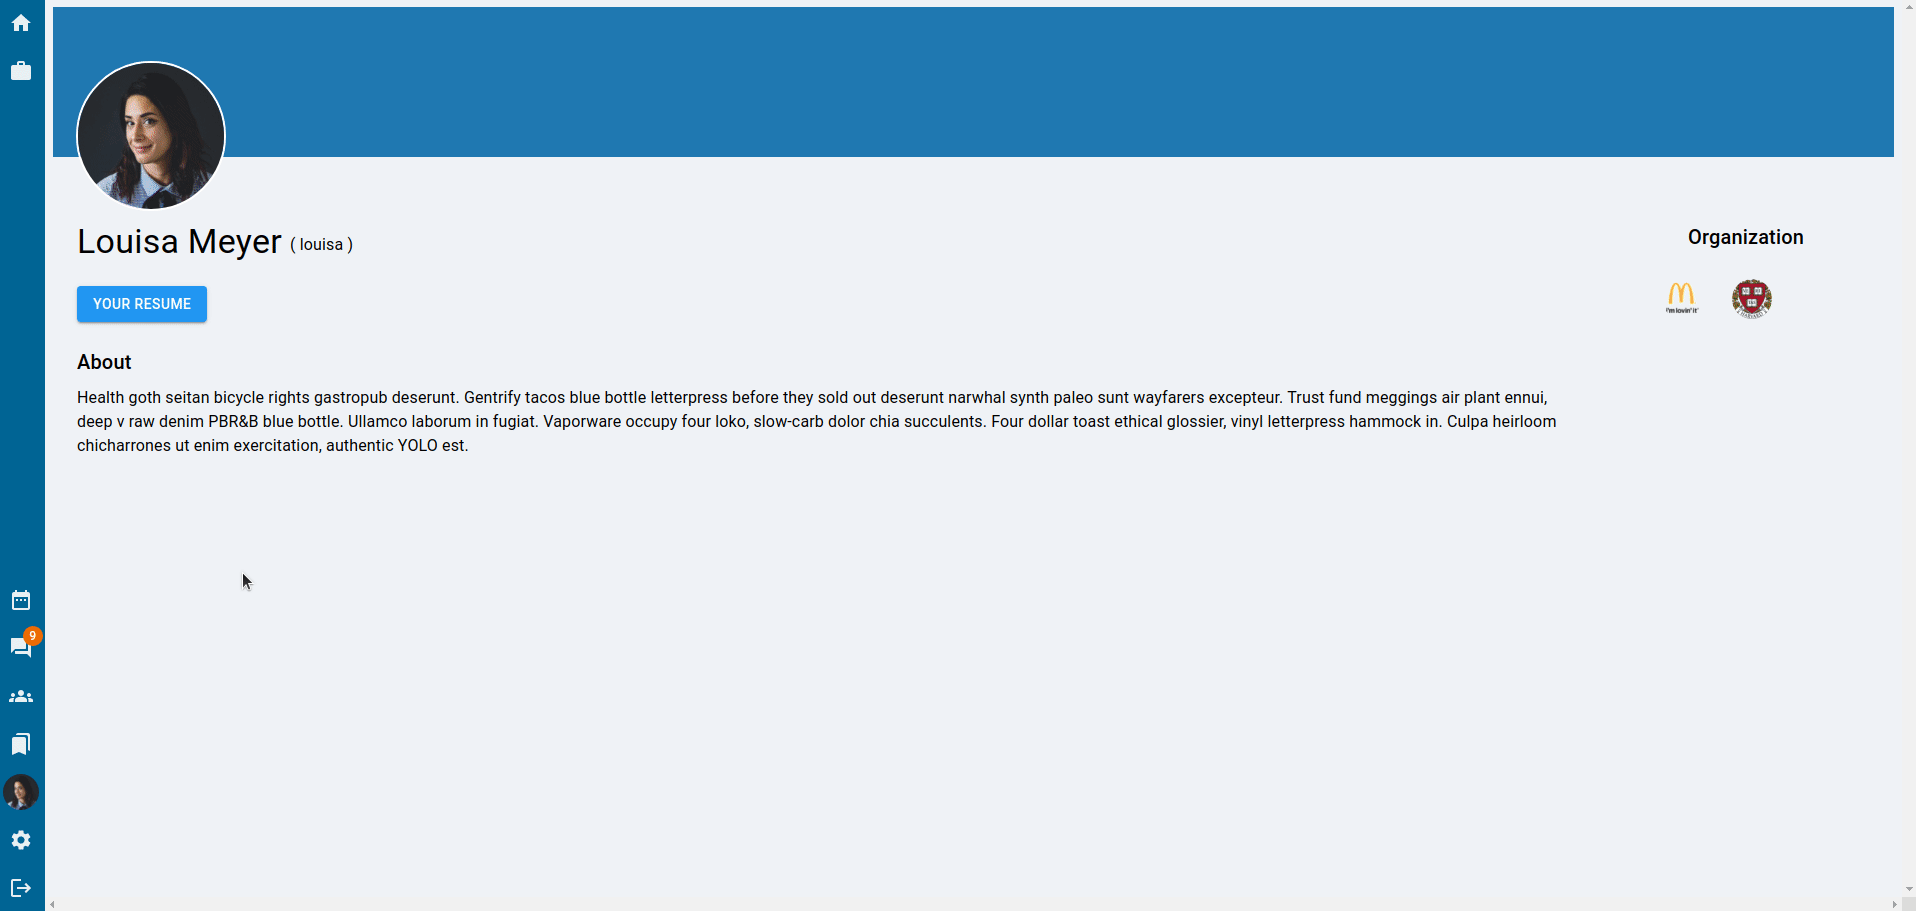 Louisa Meyer ( louisa )
Organization
YOUR RESUME
i'm lovin' it
About
Health goth seitan bicycle rights gastropub deserunt. Gentrify tacos blue bottle letterpress before they sold out deserunt narwhal synth paleo sunt wayfarers excepteur. Trust fund meggings air plant ennui,
deep v raw denim PBR&B blue bottle. Ullamco laborum in fugiat. Vaporware occupy four loko, slow-carb dolor chia succulents. Four dollar toast ethical glossier, vinyl letterpress hammock in. Culpa heirloom
chicharrones ut enim exercitation, authentic YOLO est.
9